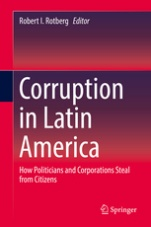 Robert I. Rotberg Editor
Corruption
in Latin
America
How Politicians and Corporations Steal
from Citizens
Springer